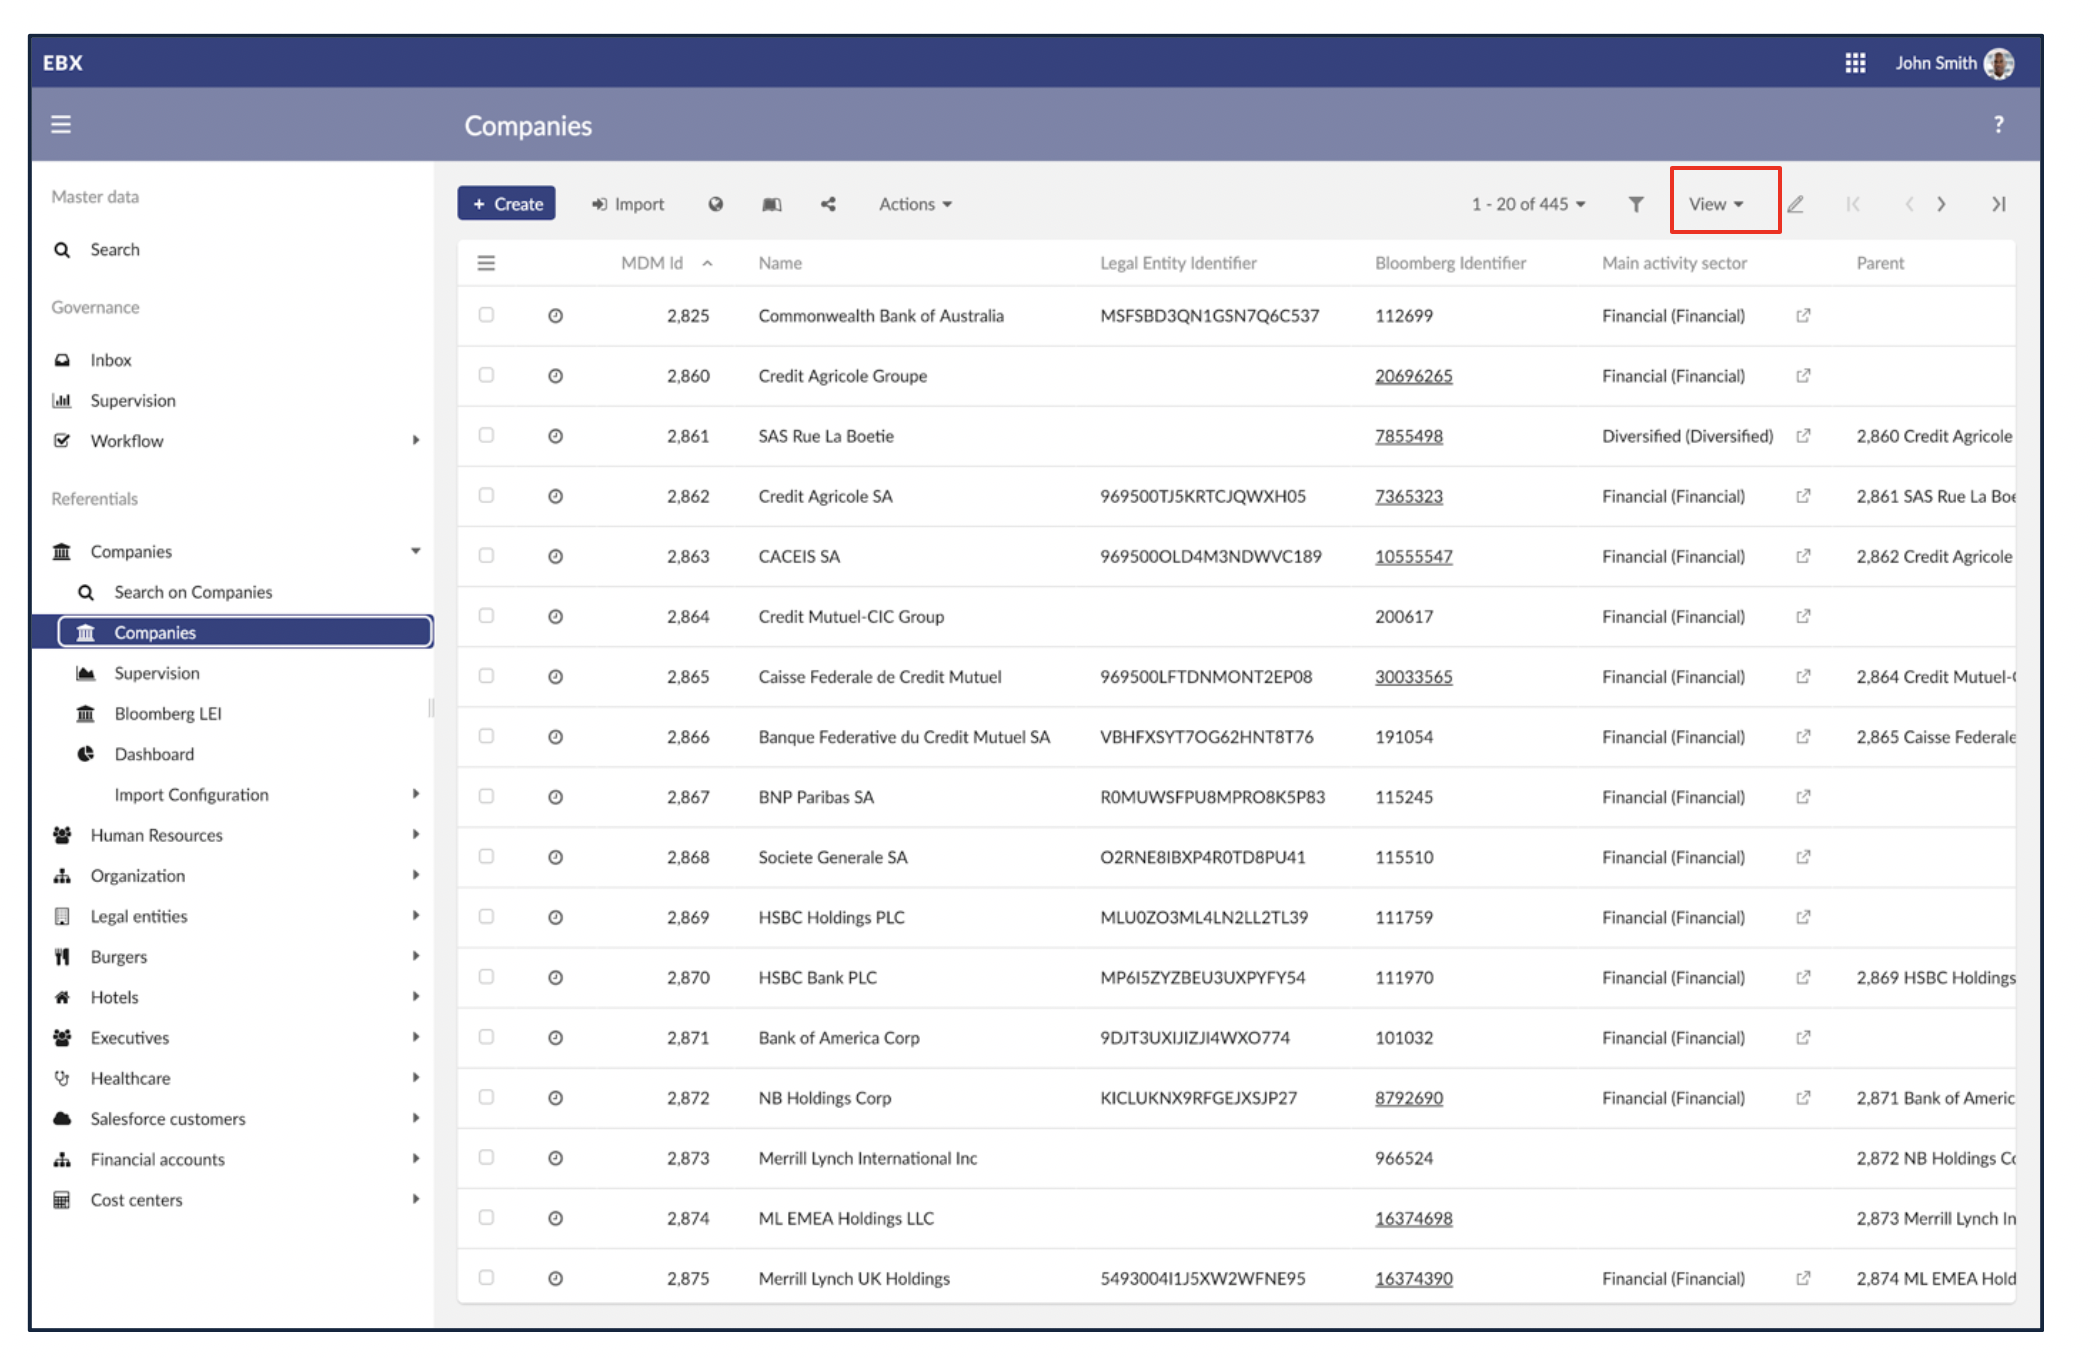 EBX
John Smith
Companies
?
Master data
Search
Governance
Inbox
Supervision
Workflow
Referentials
Companies
Search on Companies
Companies
Supervision
Bloomberg LEI
Dashboard
Import Configuration
Human Resources
Organization
Legal entities
Burgers
Hotels
Executives
Healthcare
Salesforce customers
Financial accounts
Cost centers
+ Create Import Actions 1 - 20 of 445 View
MDM Id Name Legal Entity Identifier Bloomberg Identifier Main activity sector Parent
2,825 Commonwealth Bank of Australia MSFSBD3QN1GSN7Q6C537 112699 Financial (Financial)
2,860 Credit Agricole Groupe 20696265 Financial (Financial)
2,861 SAS Rue La Boetie 7855498 Diversified (Diversified) 2,860 Credit Agricole
2,862 Credit Agricole SA 969500TJ5KRTCJQWXH05 7365323 Financial (Financial) 2,861 SAS Rue La Boe
2,863 CACEIS SA 969500OLD4M3NDWVC189 10555547 Financial (Financial) 2,862 Credit Agricole
2,864 Credit Mutuel-CIC Group 200617 Financial (Financial)
2,865 Caisse Federale de Credit Mutuel 969500LFTDNMONT2EP08 30033565 Financial (Financial) 2,864 Credit Mutuel-
2,866 Banque Federative du Credit Mutuel SA VBHFXSYT7OG62HNT8T76 191054 Financial (Financial) 2,865 Caisse Federale
2,867 BNP Paribas SA R0MUWSFPU8MPRO8K5P83 115245 Financial (Financial)
2,868 Societe Generale SA O2RNE8IBXP4R0TD8PU41 115510 Financial (Financial)
2,869 HSBC Holdings PLC MLU0ZO3ML4LN2LL2TL39 111759 Financial (Financial)
2,870 HSBC Bank PLC MP6I5ZYZBEU3UXPYFY54 111970 Financial (Financial) 2,869 HSBC Holdings
2,871 Bank of America Corp 9DJT3UXIJIZJI4WXO774 101032 Financial (Financial)
2,872 NB Holdings Corp KICLUKNX9RFGEJXSJP27 8792690 Financial (Financial) 2,871 Bank of Americ
2,873 Merrill Lynch International Inc 966524 2,872 NB Holdings Co
2,874 ML EMEA Holdings LLC 16374698 2,873 Merrill Lynch In
2,875 Merrill Lynch UK Holdings 5493004I1J5XW2WFNE95 16374390 Financial (Financial) 2,874 ML EMEA Hold